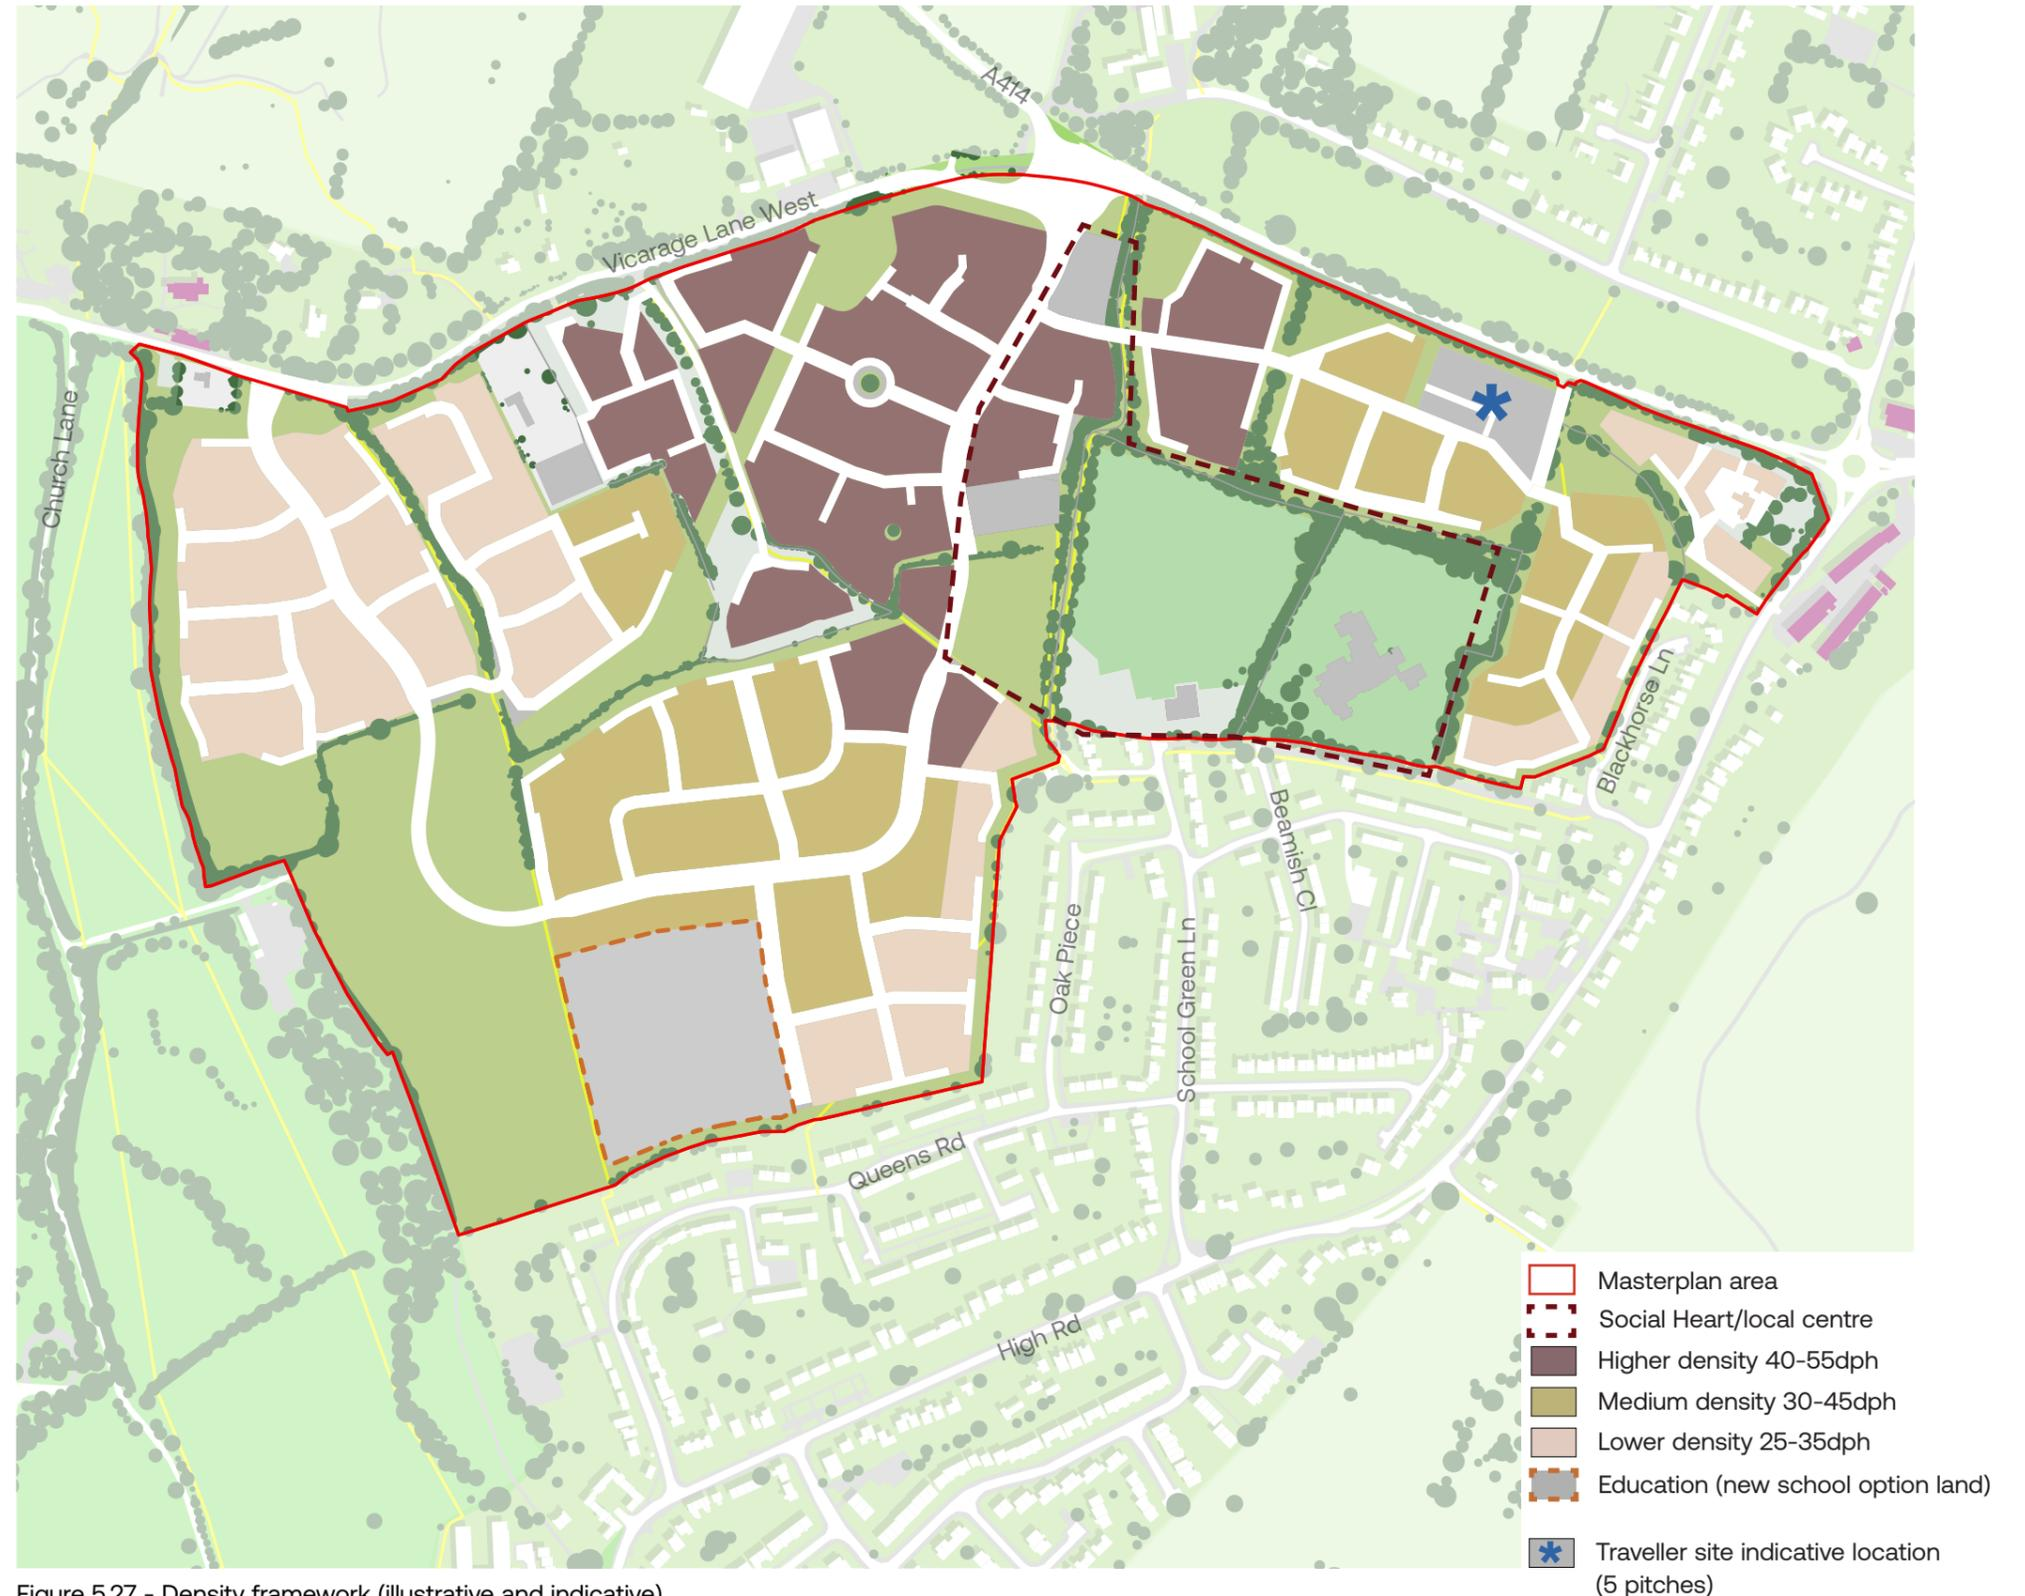 A414
Vicarage Lane West
Church Lane
Blackhorse Ln
Beamish Cl
Oak Piece
School Green Ln
Queens Rd
High Rd
Masterplan area
Social Heart/local centre
Higher density 40-55dph
Medium density 30-45dph
Lower density 25-35dph
Education (new school option land)
Traveller site indicative location
(5 pitches)
Figure 5.27 - Density framework (illustrative and indicative)